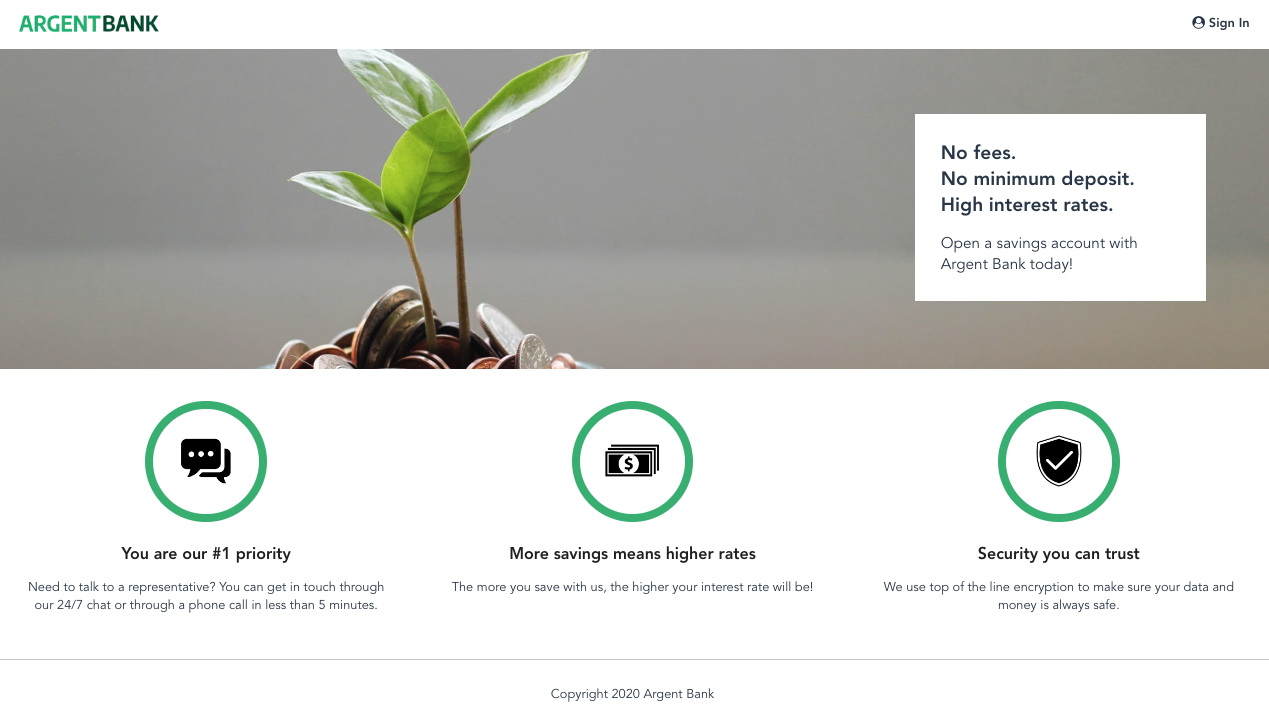 ARGENTBANK
Sign In
No fees.
No minimum deposit.
High interest rates.
Open a savings account with
Argent Bank today!
You are our #1 priority
Need to talk to a representative? You can get in touch through
our 24/7 chat or through a phone call in less than 5 minutes.
$
More savings means higher rates
The more you save with us, the higher your interest rate will be!
Security you can trust
We use top of the line encryption to make sure your data and
money is always safe.
Copyright 2020 Argent Bank